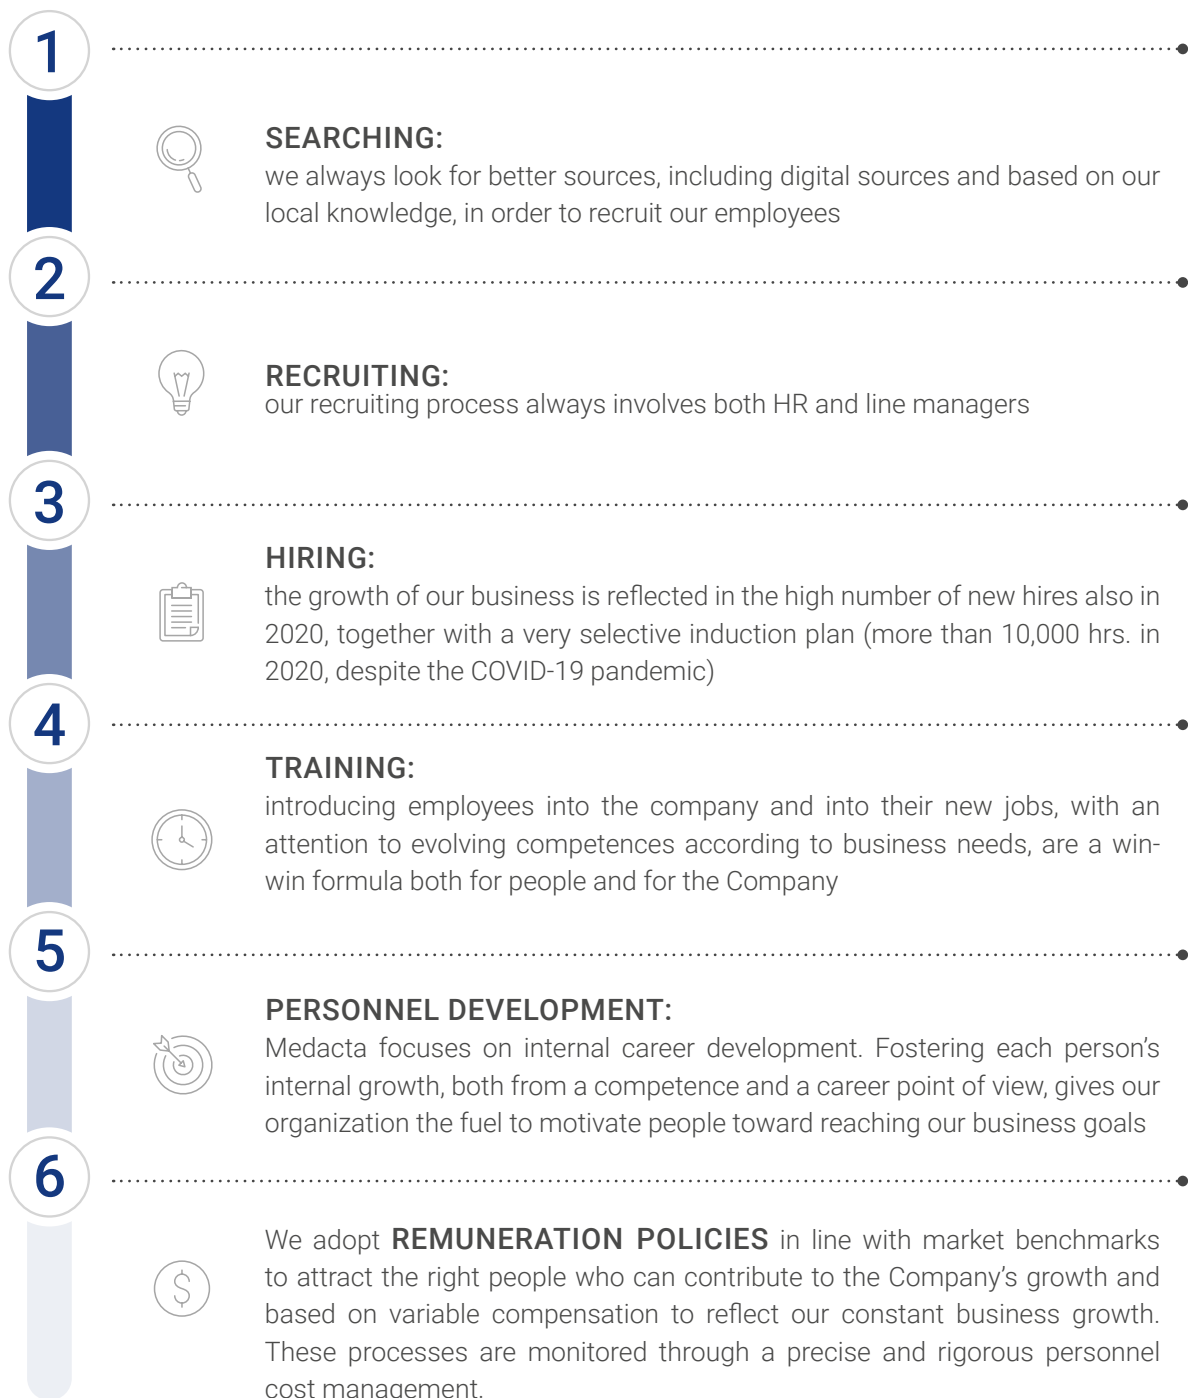 1
SEARCHING:
we always look for better sources, including digital sources and based on our
local knowledge, in order to recruit our employees
2
RECRUITING:
our recruiting process always involves both HR and line managers
3
HIRING:
the growth of our business is reflected in the high number of new hires also in
2020, together with a very selective induction plan (more than 10,000 hrs. in
2020, despite the COVID-19 pandemic)
4
TRAINING:
introducing employees into the company and into their new jobs, with an
attention to evolving competences according to business needs, are a win-
win formula both for people and for the Company
5
PERSONNEL DEVELOPMENT:
Medacta focuses on internal career development. Fostering each person’s
internal growth, both from a competence and a career point of view, gives our
organization the fuel to motivate people toward reaching our business goals
6
We adopt REMUNERATION POLICIES in line with market benchmarks
to attract the right people who can contribute to the Company’s growth and
based on variable compensation to reflect our constant business growth.
These processes are monitored through a precise and rigorous personnel
cost management.
$